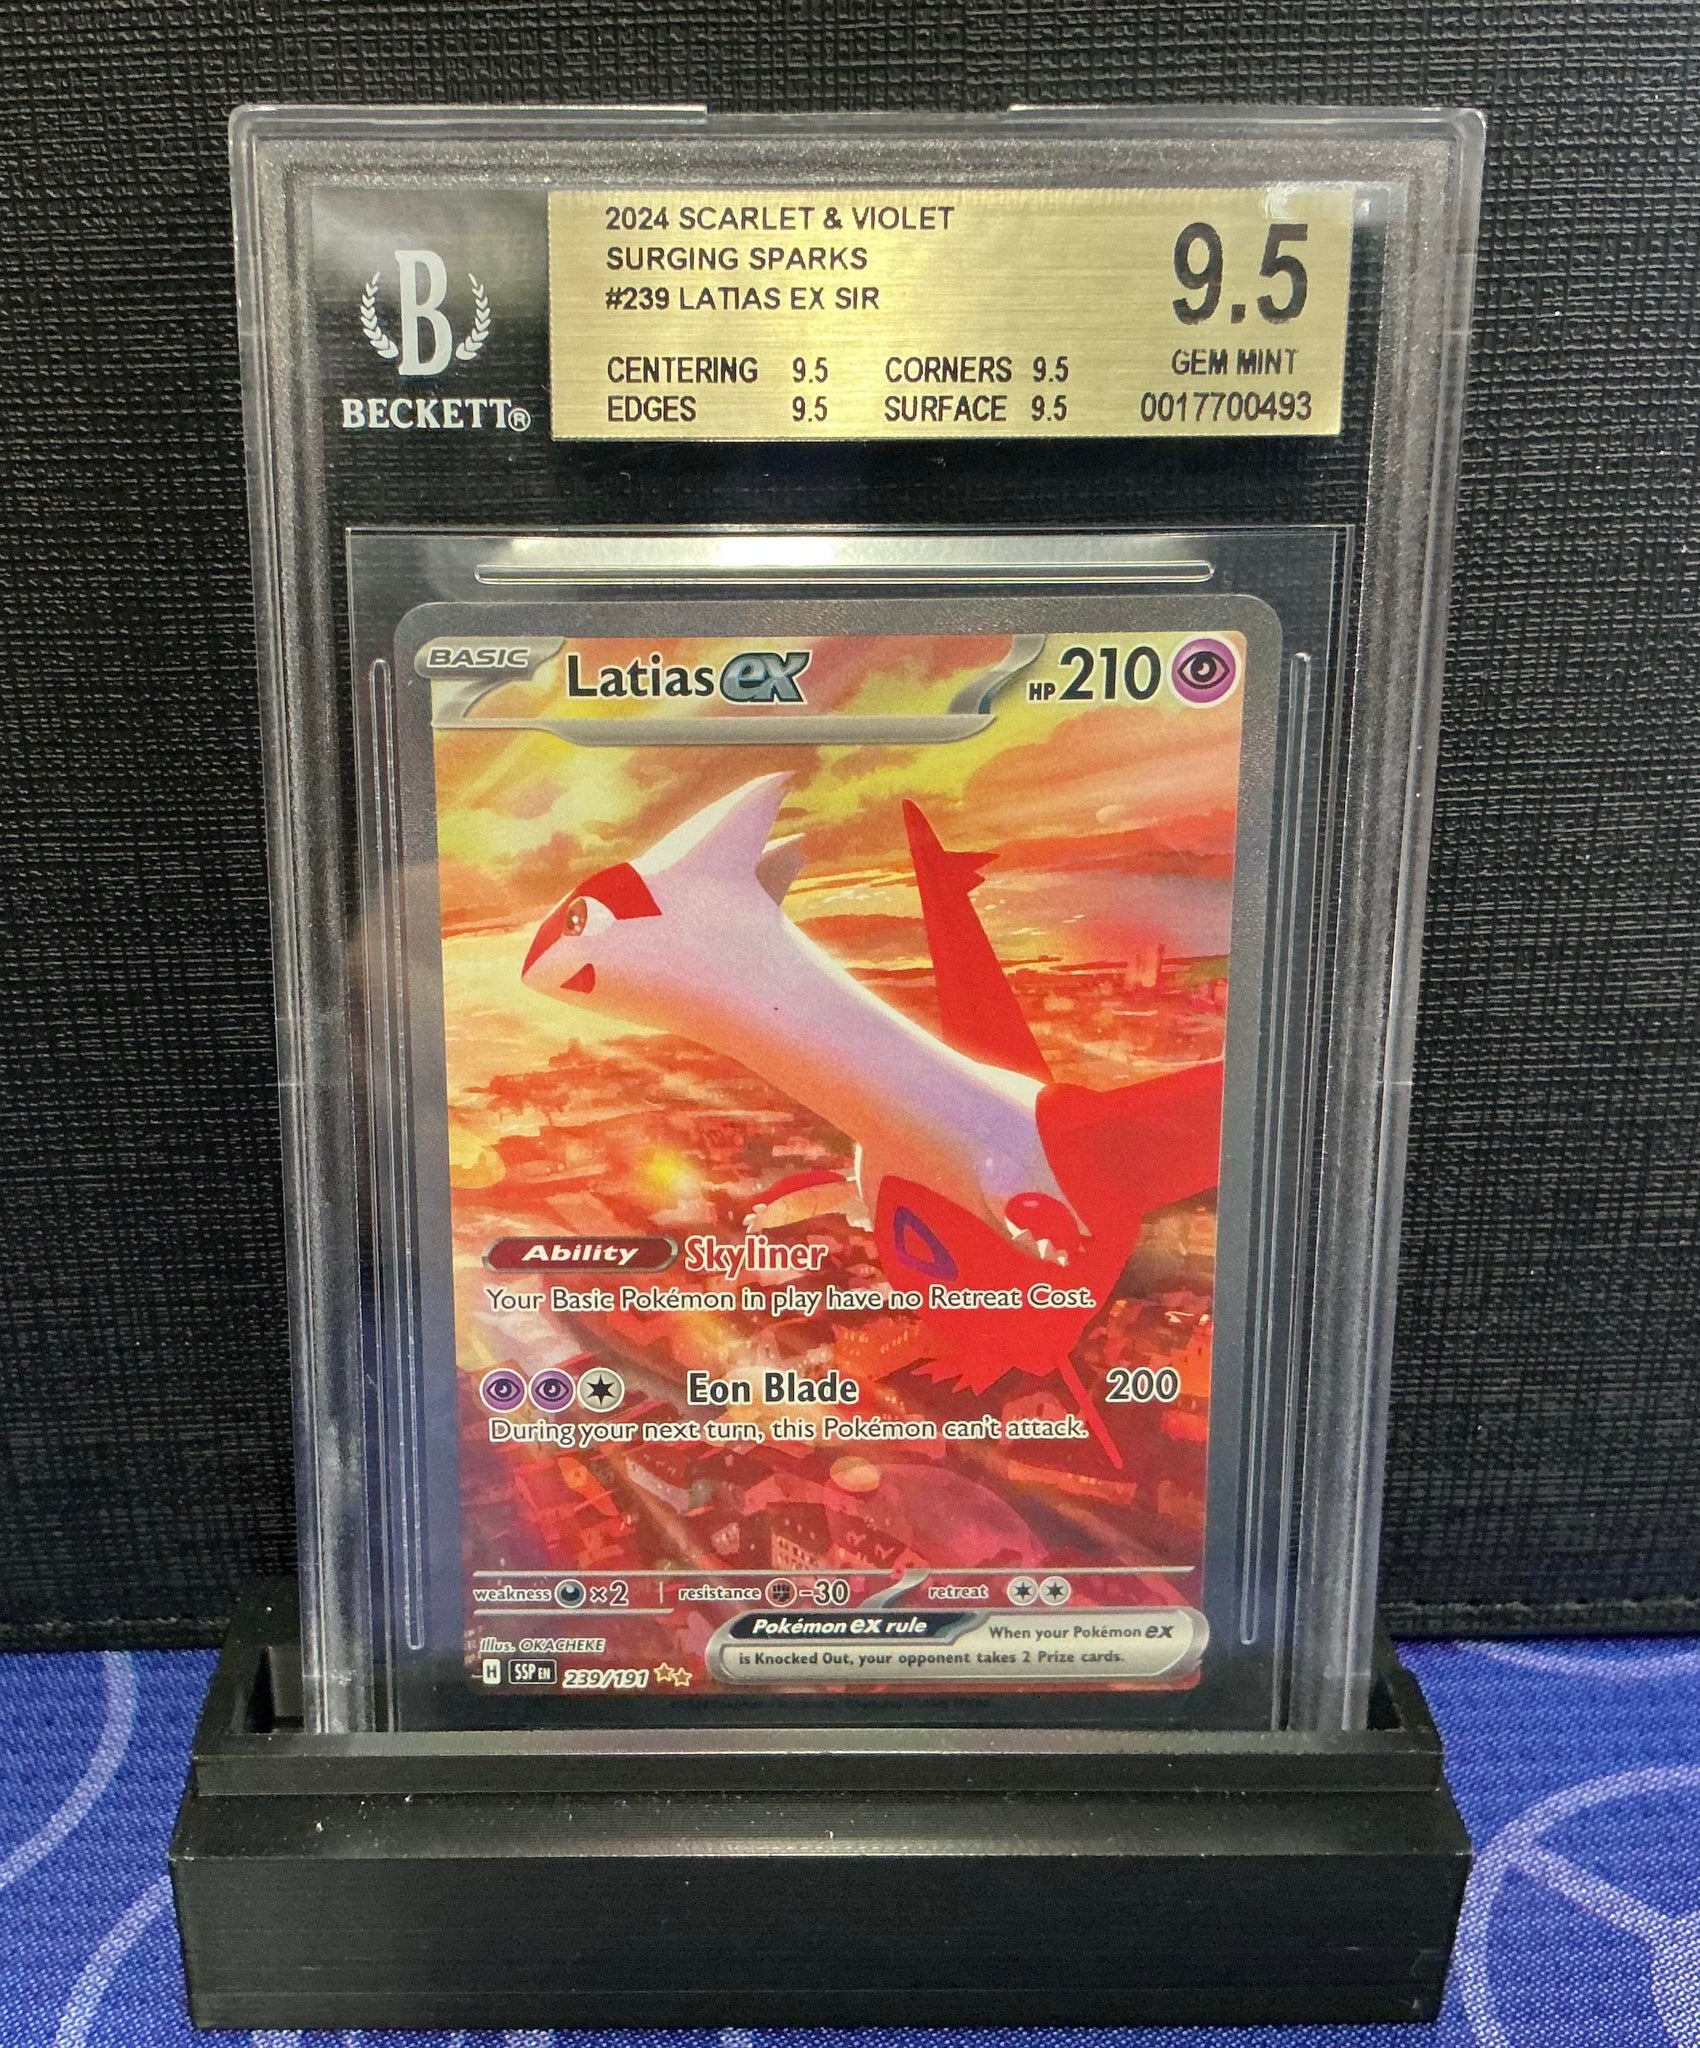 2024 SCARLET & VIOLET
SURGING SPARKS
#239 LATIAS EX SIR
9.5
GEM MINT
CENTERING 9.5 CORNERS 9.5
EDGES 9.5 SURFACE 9.5
0017700493
B
BECKETT®
BASIC Latias ex HP 210
Ability Skyliner
Your Basic Pokémon in play have no Retreat Cost.
Eon Blade 200
During your next turn, this Pokémon can't attack.
weakness ×2 resistance -30 retreat
Illus. OKACHEKE
H SSP EN 239/191
Pokémon ex rule When your Pokémon ex
is Knocked Out, your opponent takes 2 Prize cards.